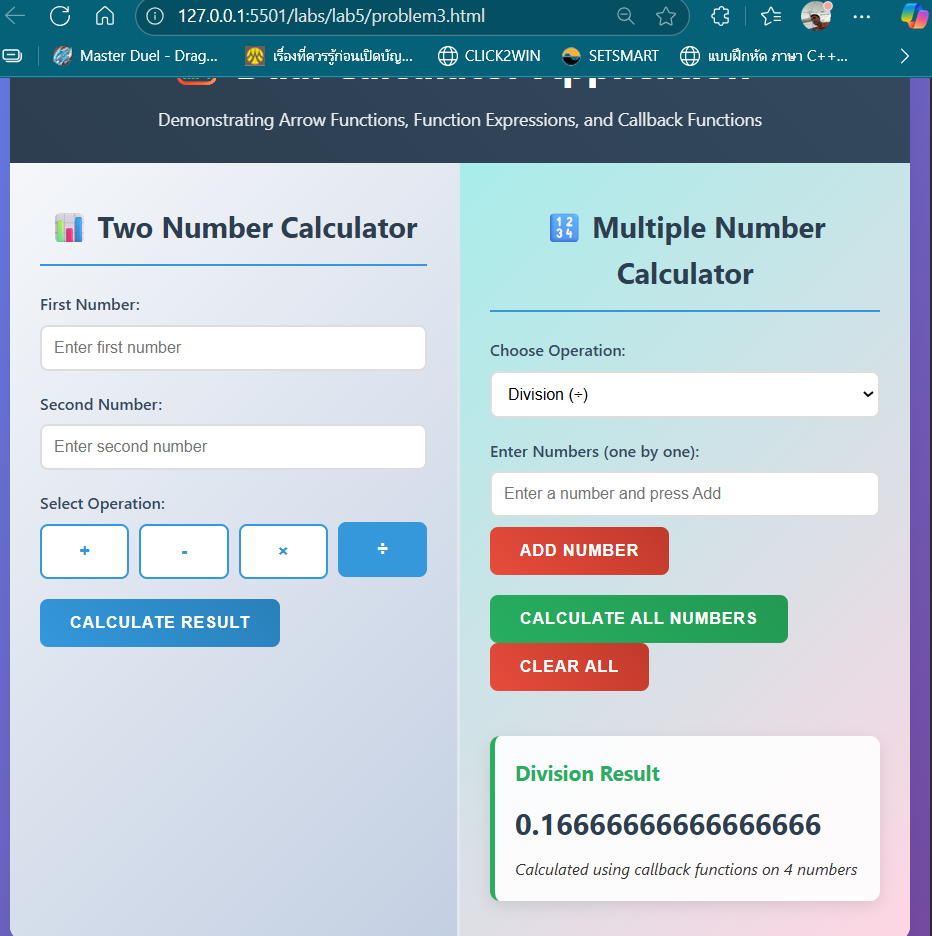 127.0.0.1:5501/labs/lab5/problem3.html
Master Duel - Drag...
เรื่องที่ควรรู้ก่อนเปิดบัญ...
CLICK2WIN
SETSMART
แบบฝึกหัด ภาษา C++...
Demonstrating Arrow Functions, Function Expressions, and Callback Functions
Two Number Calculator
First Number:
Enter first number
Second Number:
Enter second number
Select Operation:
+
-
×
÷
CALCULATE RESULT
1 2
3 4
Multiple Number
Calculator
Choose Operation:
Division (÷)
Enter Numbers (one by one):
Enter a number and press Add
ADD NUMBER
CALCULATE ALL NUMBERS
CLEAR ALL
Division Result
0.16666666666666666
Calculated using callback functions on 4 numbers